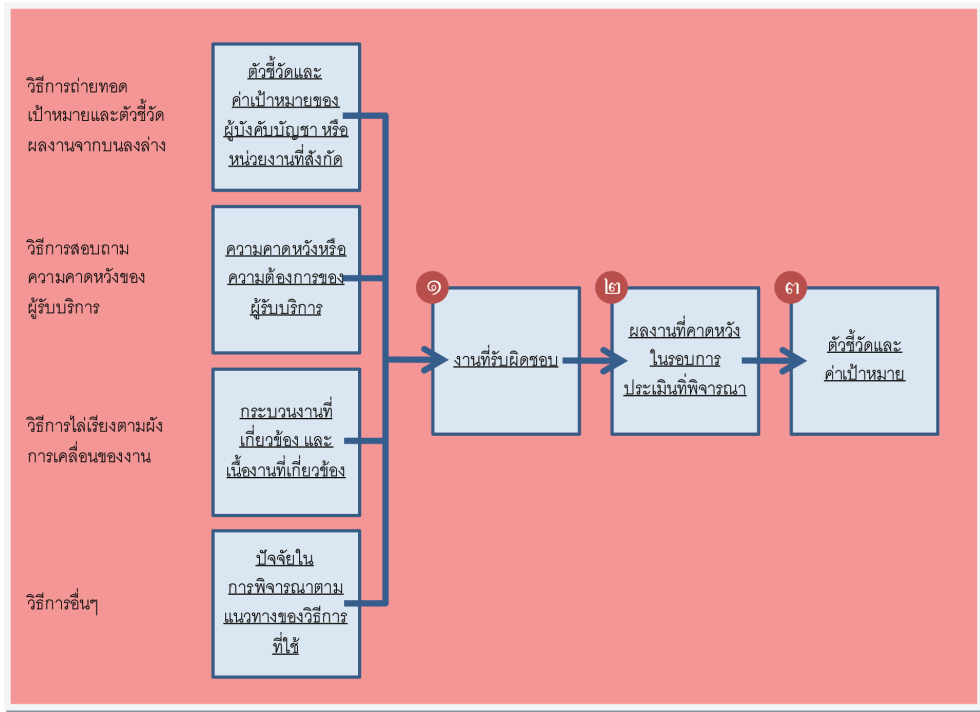 วิธีการถ่ายทอด
เป้าหมายและตัวชี้วัด
ผลงานจากบนลงล่าง
ตัวชี้วัดและ
ค่าเป้าหมายของ
ผู้บังคับบัญชา หรือ
หน่วยงานที่สังกัด
วิธีการสอบถาม
ความคาดหวังของ
ผู้รับบริการ
ความคาดหวังหรือ
ความต้องการของ
ผู้รับบริการ
วิธีการไล่เรียงตามผัง
การเคลื่อนของงาน
กระบวนงานที่
เกี่ยวข้อง และ
เนื้องานที่เกี่ยวข้อง
วิธีการอื่นๆ
ปัจจัยใน
การพิจารณาตาม
แนวทางของวิธีการ
ที่ใช้
๑
งานที่รับผิดชอบ
๒
ผลงานที่คาดหวัง
ในรอบการ
ประเมินที่พิจารณา
๓
ตัวชี้วัดและ
ค่าเป้าหมาย